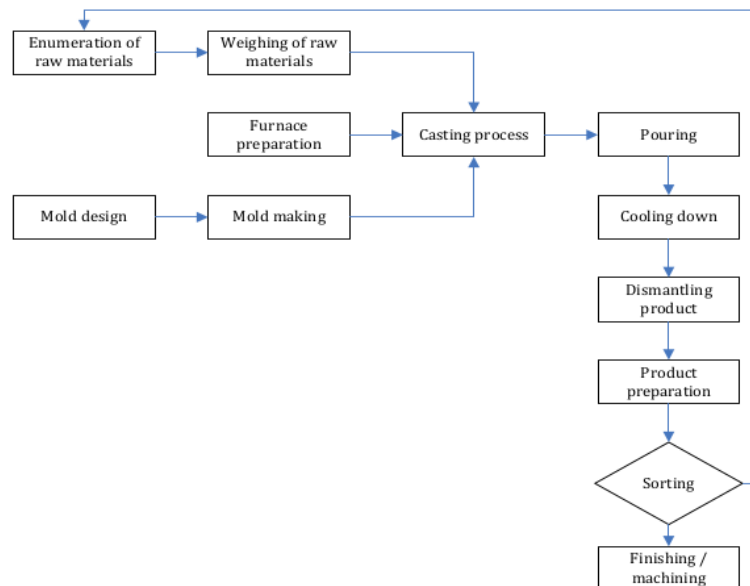 Enumeration of
raw materials
Weighing of raw
materials
Furnace
preparation
Casting process
Pouring
Mold design
Mold making
Cooling down
Dismantling
product
Product
preparation
Sorting
Finishing /
machining